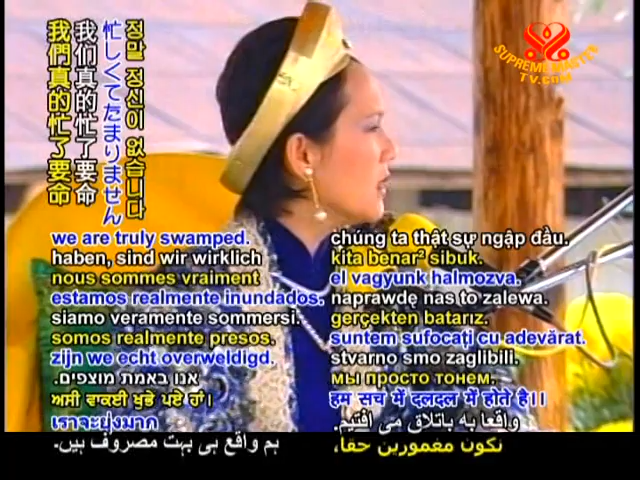 정말 정신이 없습니다
忙しくてたまりません
我们真的忙了要命
我們真的忙了要命
SUPREME MASTER
TV.COM
we are truly swamped.
haben, sind wir wirklich
nous sommes vraiment
estamos realmente inundados.
siamo veramente sommersi.
somos realmente presos.
zijn we echt overweldigd.
אנו באמת מוצפים.
ਅਸੀ ਵਾਕਈ ਖੁਭੇ ਪਏ ਹਾਂ।
เราจะยุ่งมาก
ہم واقع ہی بہت مصروف ہیں۔
chúng ta thật sự ngập đầu.
kita benar² sibuk.
el vagyunk halmozva.
naprawdę nas to zalewa.
gerçekten batarız.
suntem sufocați cu adevărat.
stvarno smo zaglibili.
мы просто тонем.
हम सच में दलदल में होते है।।
واقعا به باتلاق می افتیم.
نكون مغمورين حقا،